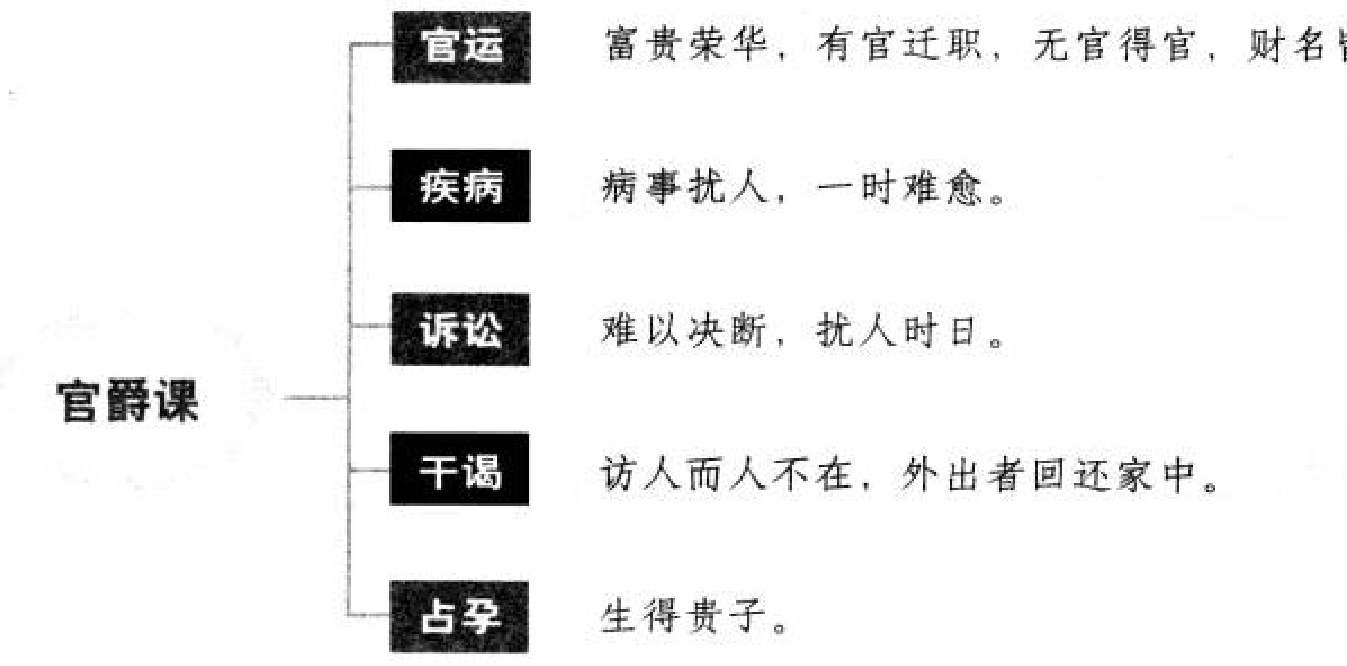 官运 富贵荣华，有官迁职，无官得官，财名
疾病 病事扰人，一时难愈。
诉讼 难以决断，扰人时日。
官爵课
干谒 访人而人不在，外出者回还家中。
占孕 生得贵子。